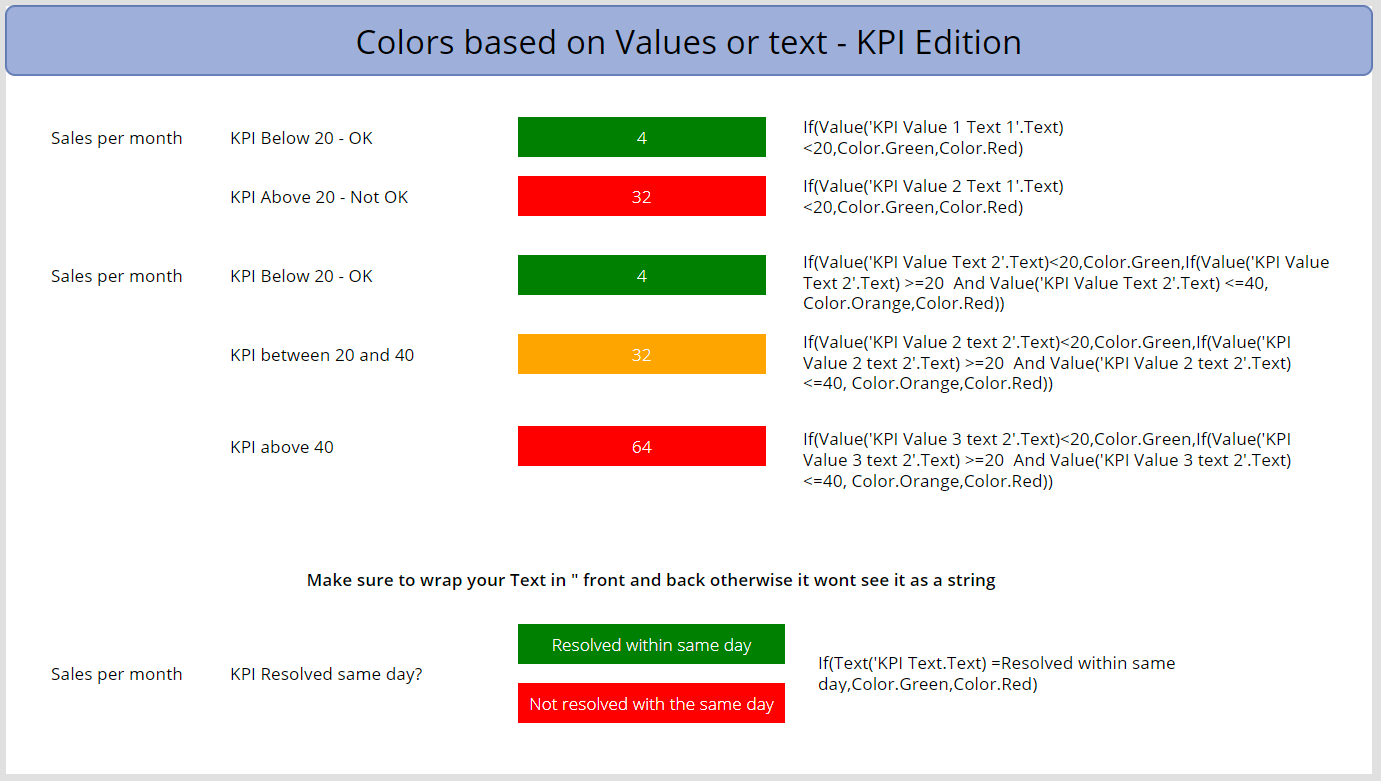 Colors based on Values or text - KPI Edition
Sales per month
KPI Below 20 - OK
4
If(Value('KPI Value 1 Text 1'.Text)
<20,Color.Green,Color.Red)
KPI Above 20 - Not OK
32
If(Value('KPI Value 2 Text 1'.Text)
<20,Color.Green,Color.Red)
Sales per month
KPI Below 20 - OK
4
If(Value('KPI Value Text 2'.Text)<20,Color.Green,If(Value('KPI Value
Text 2'.Text) >=20  And Value('KPI Value Text 2'.Text) <=40,
Color.Orange,Color.Red))
KPI between 20 and 40
32
If(Value('KPI Value 2 text 2'.Text)<20,Color.Green,If(Value('KPI
Value 2 text 2'.Text) >=20  And Value('KPI Value 2 text 2'.Text)
<=40, Color.Orange,Color.Red))
KPI above 40
64
If(Value('KPI Value 3 text 2'.Text)<20,Color.Green,If(Value('KPI
Value 3 text 2'.Text) >=20  And Value('KPI Value 3 text 2'.Text)
<=40, Color.Orange,Color.Red))
Make sure to wrap your Text in " front and back otherwise it wont see it as a string
Sales per month
KPI Resolved same day?
Resolved within same day
Not resolved with the same day
If(Text('KPI Text.Text) =Resolved within same
day,Color.Green,Color.Red)